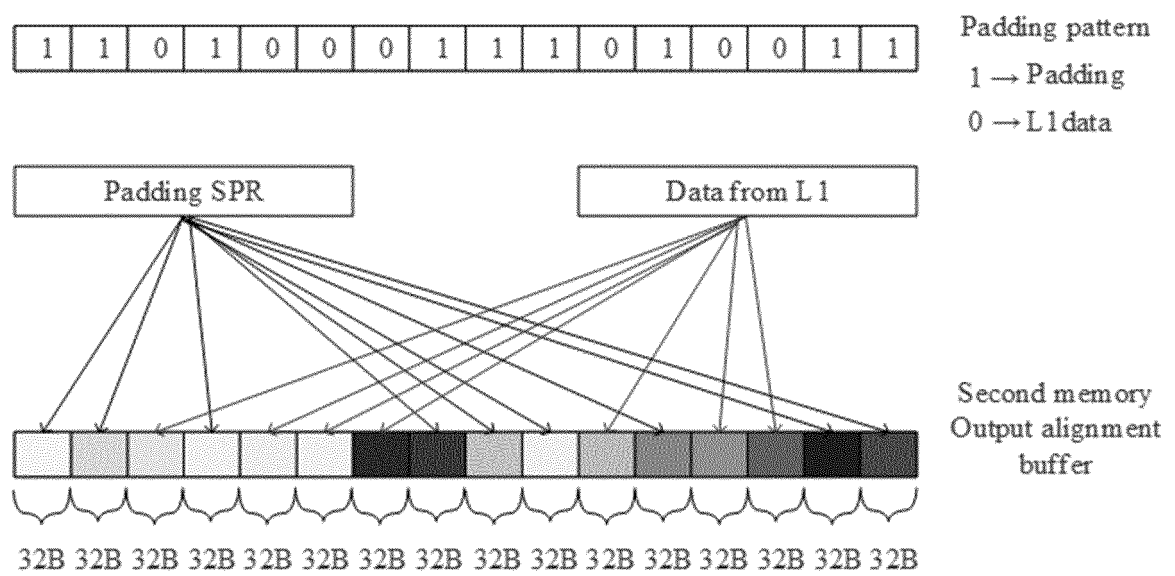 1 1 0 1 0 0 0 1 1 1 0 1 0 0 1 1
Padding pattern
1 → Padding
0 → L1data
Padding SPR
Data from L1
Second memory
Output alignment
buffer
32B 32B 32B 32B 32B 32B 32B 32B 32B 32B 32B 32B 32B 32B 32B 32B